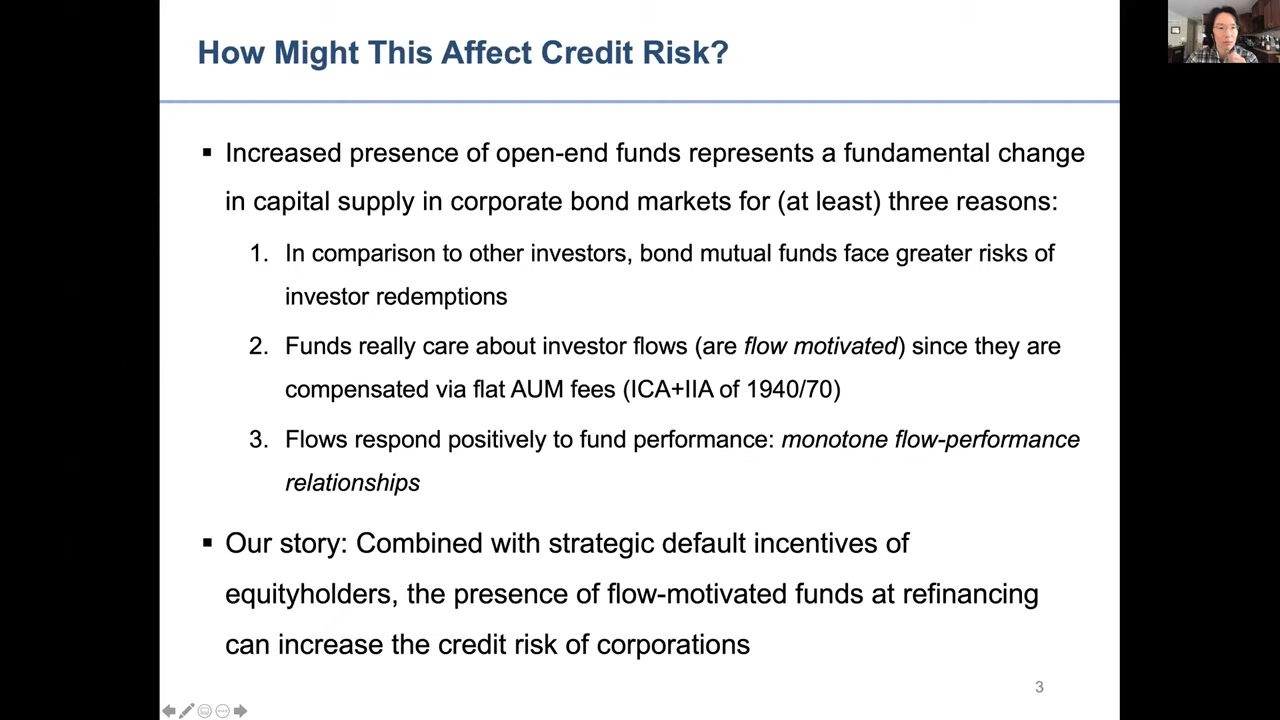 How Might This Affect Credit Risk?
▪ Increased presence of open-end funds represents a fundamental change
in capital supply in corporate bond markets for (at least) three reasons:
1. In comparison to other investors, bond mutual funds face greater risks of
investor redemptions
2. Funds really care about investor flows (are flow motivated) since they are
compensated via flat AUM fees (ICA+IIA of 1940/70)
3. Flows respond positively to fund performance: monotone flow-performance
relationships
▪ Our story: Combined with strategic default incentives of
equityholders, the presence of flow-motivated funds at refinancing
can increase the credit risk of corporations
3